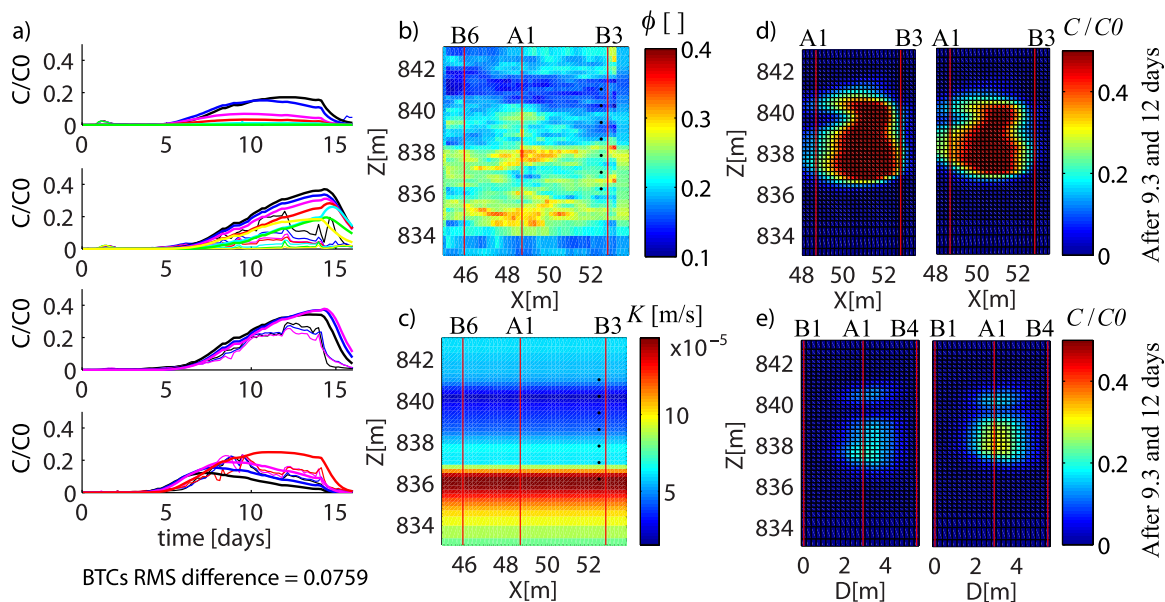 a)
C/C0
0.4
0.2
0
0 5 10 15
C/C0
0.4
0.2
0
0 5 10 15
C/C0
0.4
0.2
0
0 5 10 15
C/C0
0.4
0.2
0
0 5 10 15
time [days]
BTCs RMS difference = 0.0759
b)
ϕ [ ]
B6 A1 B3
Z[m]
842
840
838
836
834
46 48 50 52
X[m]
0.4
0.3
0.2
0.1
c)
K [m/s]
B6 A1 B3
Z[m]
842
840
838
836
834
46 48 50 52
X[m]
x10⁻⁵
10
5
d)
C/C0
A1 B3 A1 B3
842
840
838
836
834
48 50 52 48 50 52
X[m] X[m]
0.4
0.2
0
After 9.3 and 12 days
e)
C/C0
B1 A1 B4 B1 A1 B4
842
840
838
836
834
0 2 4 0 2 4
D[m] D[m]
0.4
0.2
0
After 9.3 and 12 days